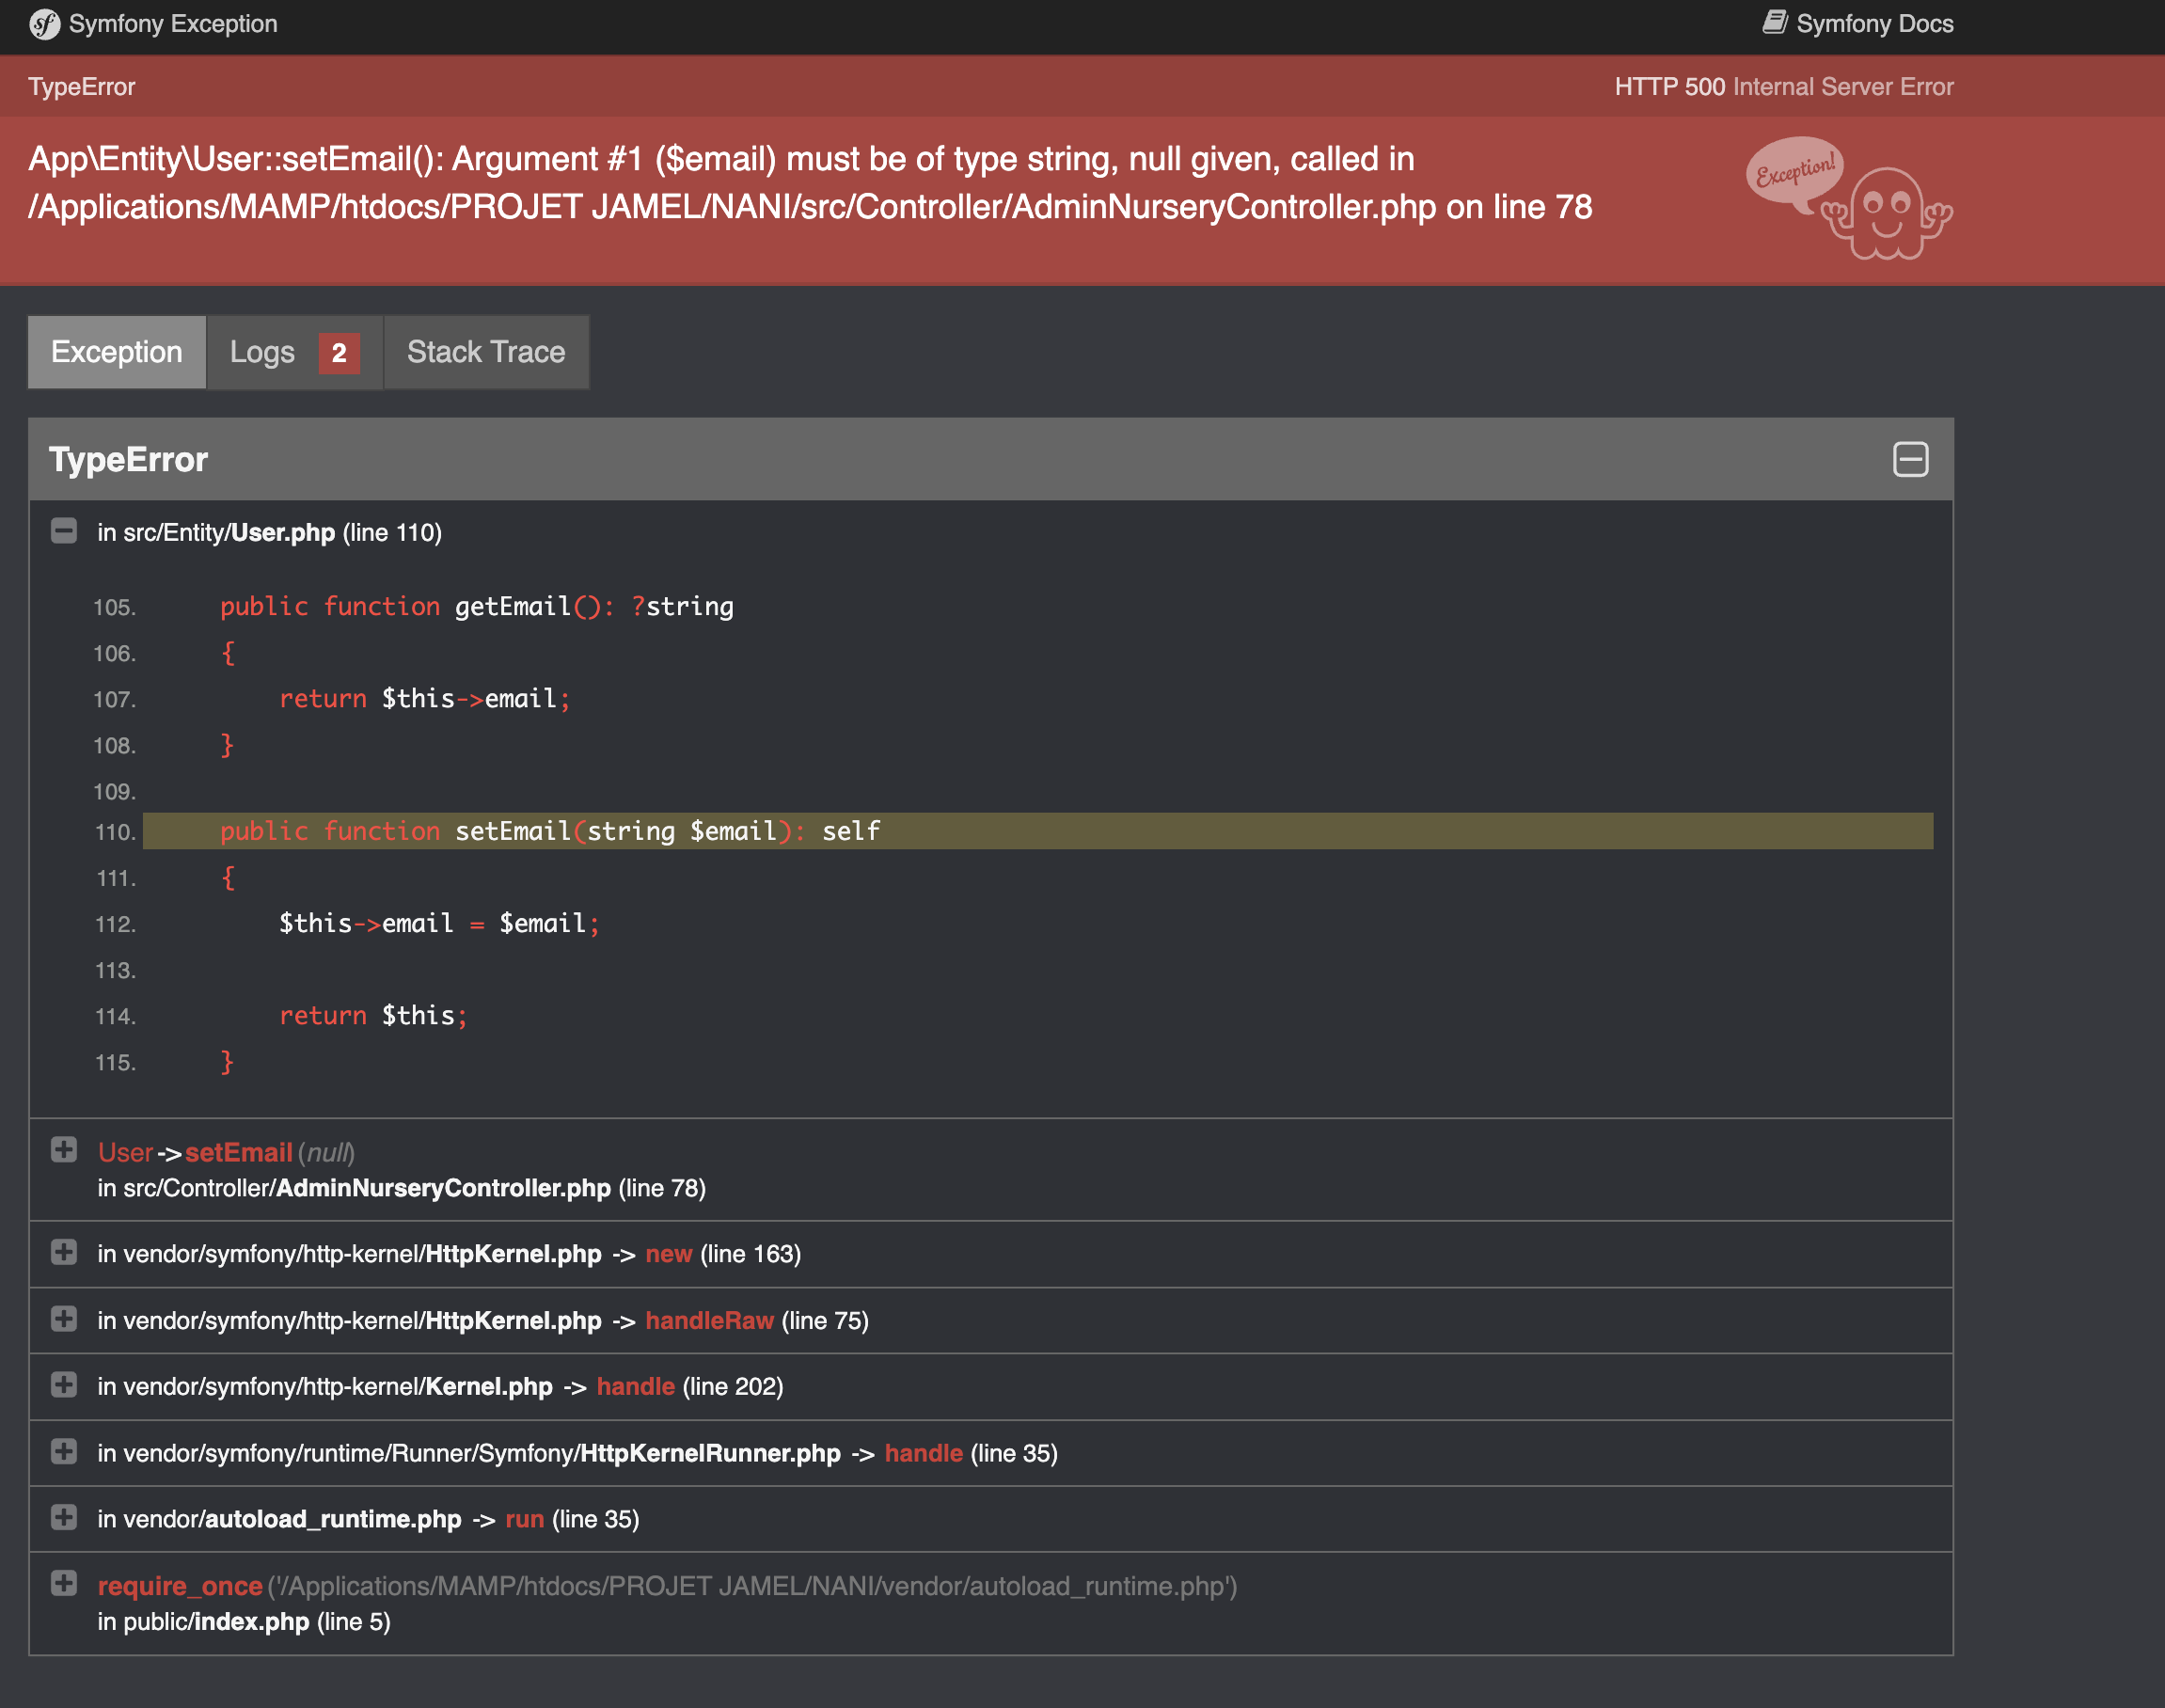 Symfony Exception
Symfony Docs
TypeError
HTTP 500 Internal Server Error
App\Entity\User::setEmail(): Argument #1 ($email) must be of type string, null given, called in
/Applications/MAMP/htdocs/PROJET JAMEL/NANI/src/Controller/AdminNurseryController.php on line 78
Exception!
Exception
Logs 2
Stack Trace
TypeError
in src/Entity/User.php (line 110)
105. public function getEmail(): ?string
106. {
107. return $this->email;
108. }
109.
110. public function setEmail(string $email): self
111. {
112. $this->email = $email;
113.
114. return $this;
115. }
User->setEmail(null)
in src/Controller/AdminNurseryController.php (line 78)
in vendor/symfony/http-kernel/HttpKernel.php -> new (line 163)
in vendor/symfony/http-kernel/HttpKernel.php -> handleRaw (line 75)
in vendor/symfony/http-kernel/Kernel.php -> handle (line 202)
in vendor/symfony/runtime/Runner/Symfony/HttpKernelRunner.php -> handle (line 35)
in vendor/autoload_runtime.php -> run (line 35)
require_once('/Applications/MAMP/htdocs/PROJET JAMEL/NANI/vendor/autoload_runtime.php')
in public/index.php (line 5)